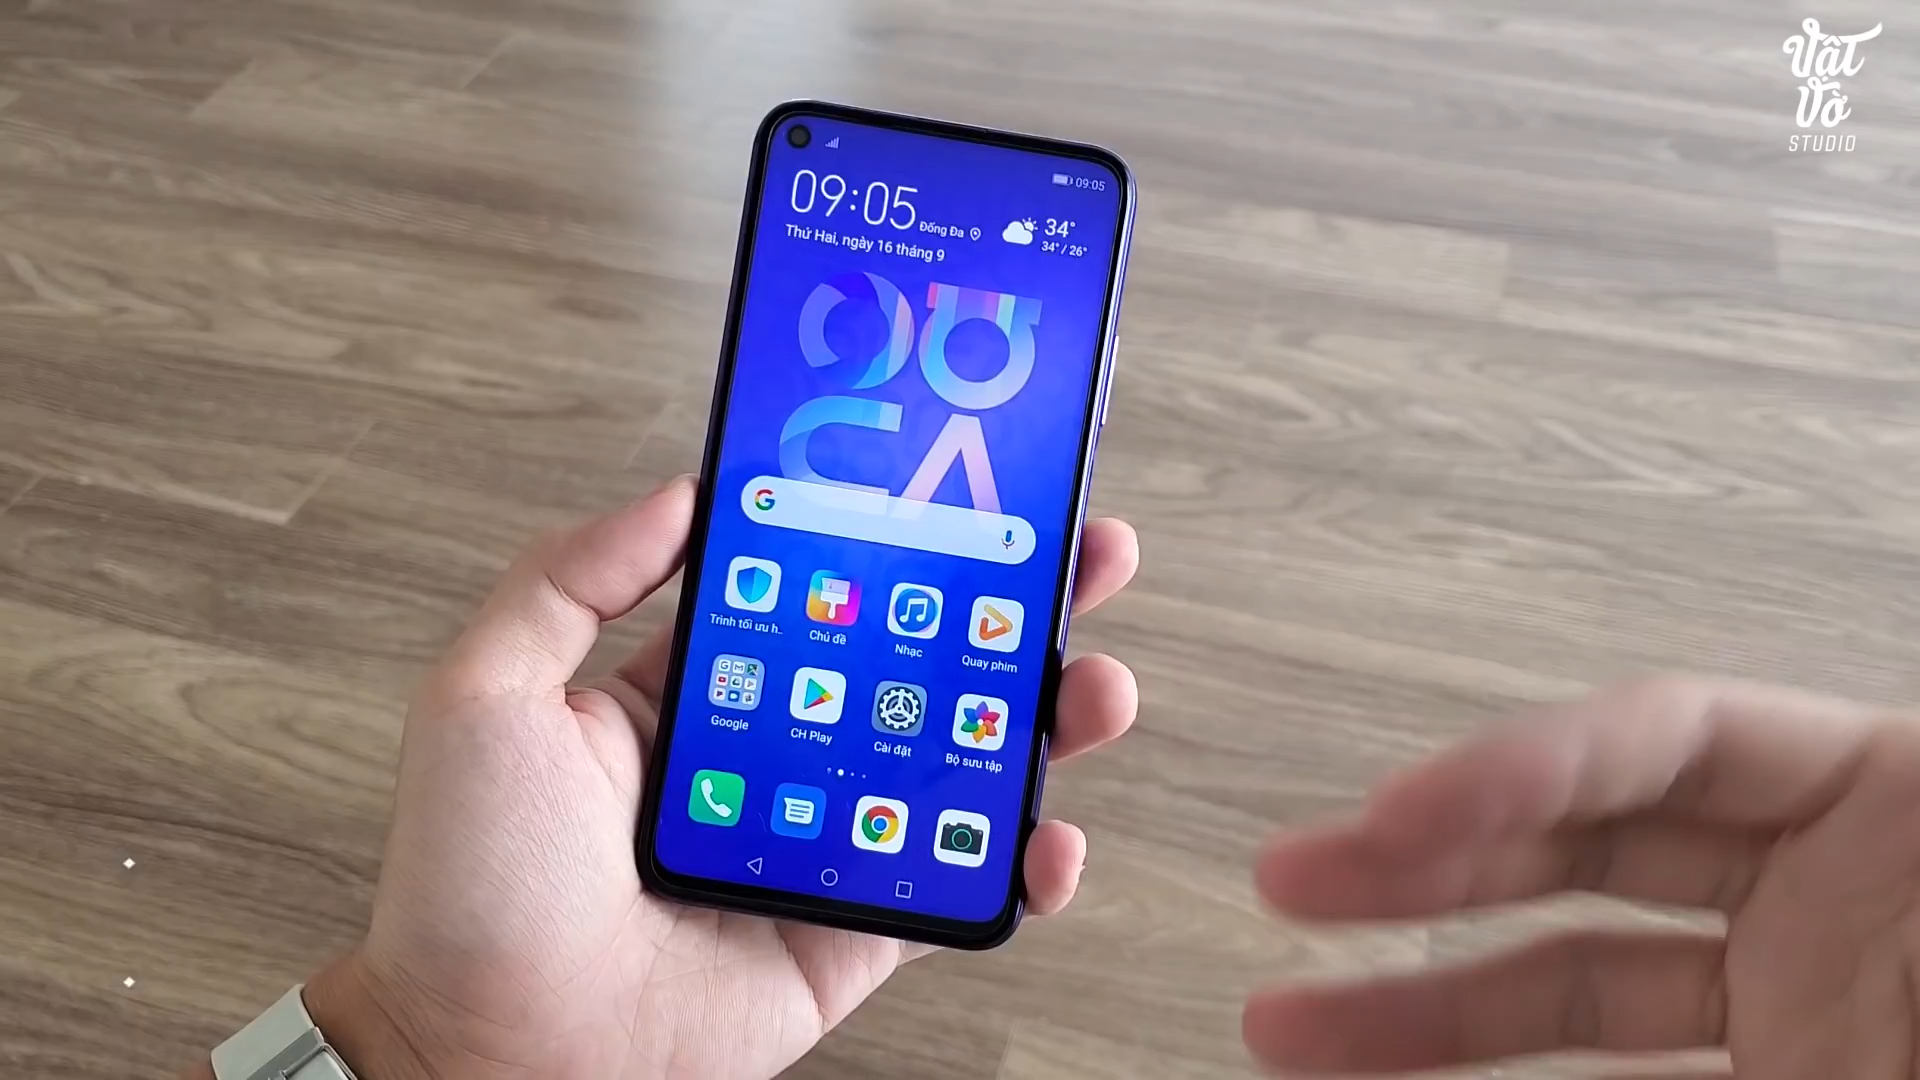 Vật
Vờ
STUDIO
09:05
09:05
Đống Đa
34°
34° / 26°
Thứ Hai, ngày 16 tháng 9
Trình tối ưu h..
Chủ đề
Nhạc
Quay phim
Google
CH Play
Cài đặt
Bộ sưu tập